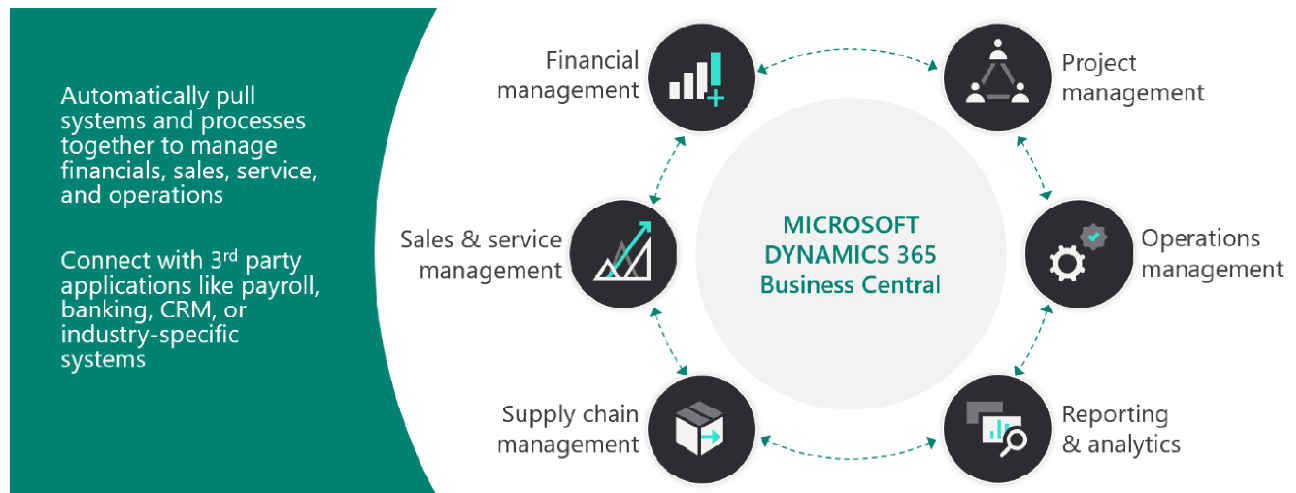 Automatically pull
systems and processes
together to manage
financials, sales, service,
and operations
Connect with 3rd party
applications like payroll,
banking, CRM, or
industry-specific
systems
Financial
management
Project
management
Sales & service
management
MICROSOFT
DYNAMICS 365
Business Central
Operations
management
Supply chain
management
Reporting
& analytics